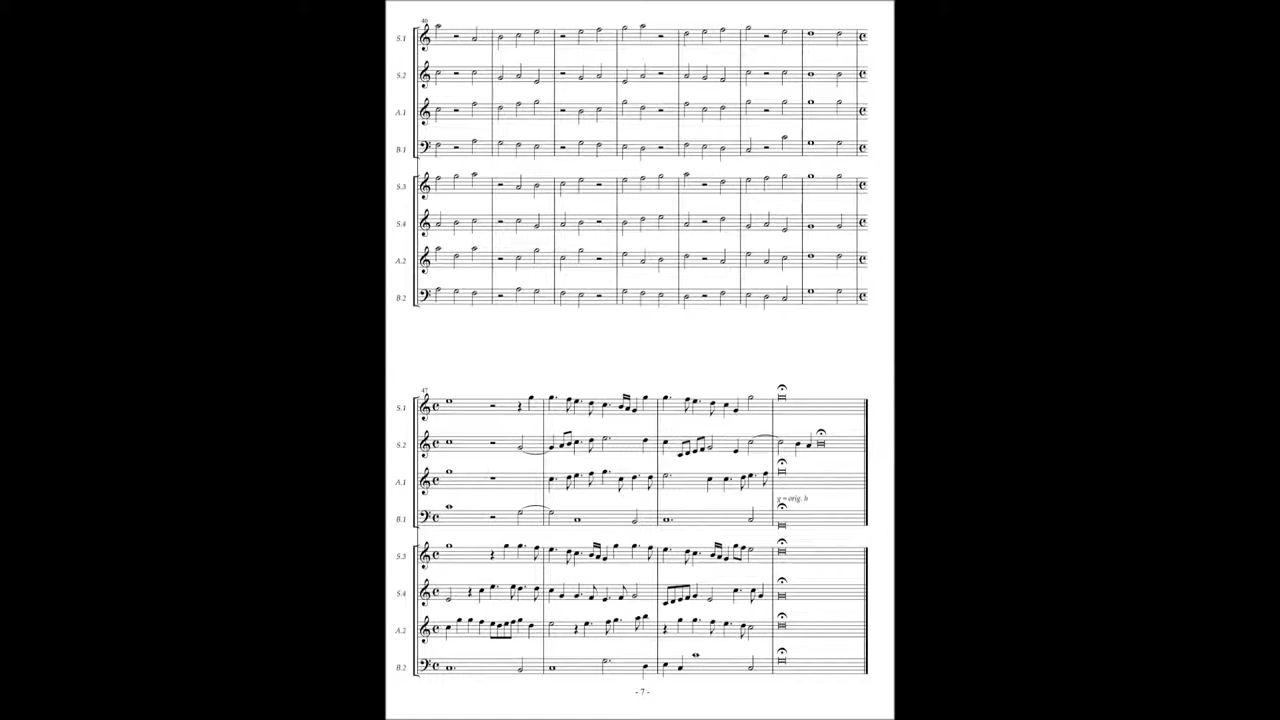 40
S.1
S.2
A.1
B.1
S.3
S.4
A.2
B.2
47
S.1
S.2
A.1
g = orig. h
B.1
S.3
S.4
A.2
B.2
- 7 -